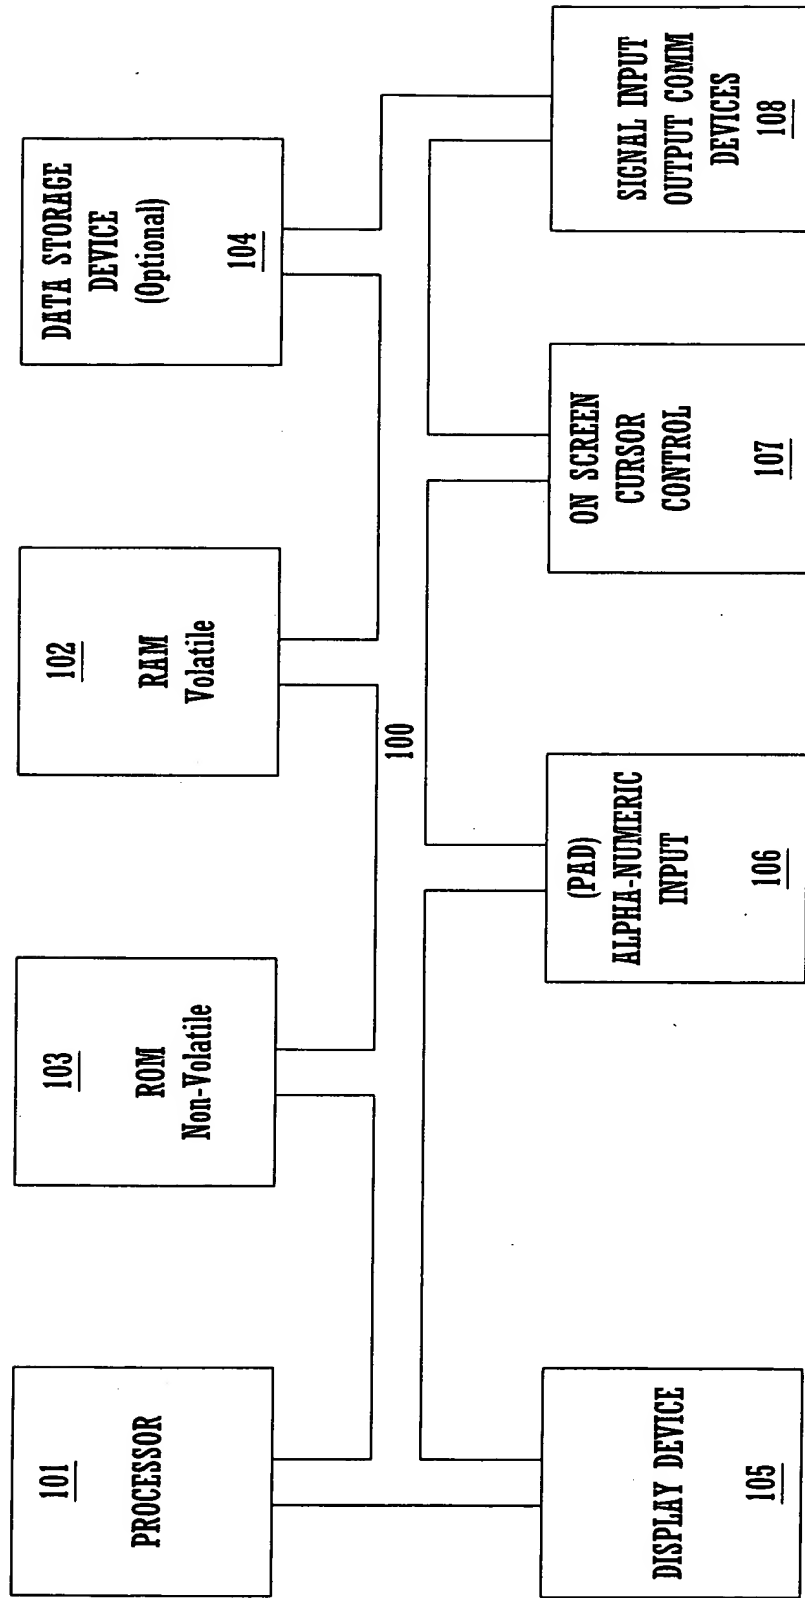 101
PROCESSOR
103
ROM
Non-Volatile
102
RAM
Volatile
DATA STORAGE
DEVICE
(Optional)
104
100
DISPLAY DEVICE
105
(PAD)
ALPHA-NUMERIC
INPUT
106
ON SCREEN
CURSOR
CONTROL
107
SIGNAL INPUT
OUTPUT COMM
DEVICES
108